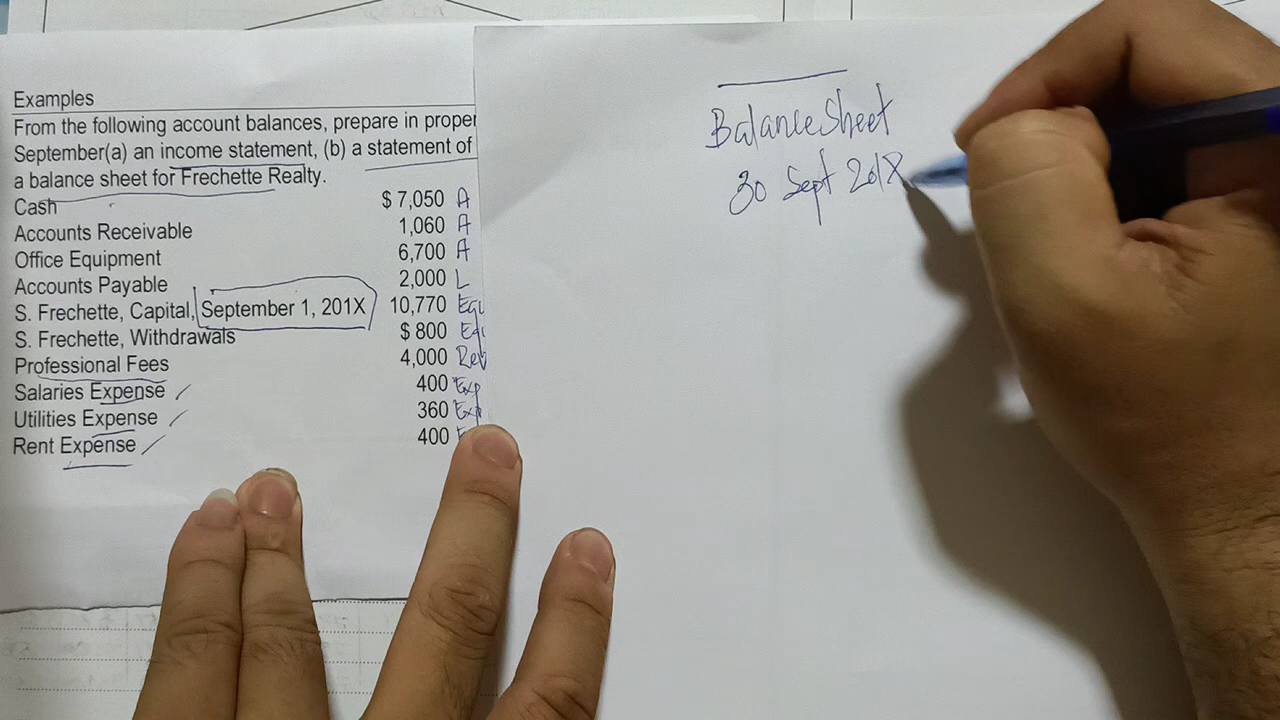 Examples
From the following account balances, prepare in proper
September(a) an income statement, (b) a statement of
a balance sheet for Frechette Realty.
Cash $ 7,050 A
Accounts Receivable 1,060 A
Office Equipment 6,700 A
Accounts Payable 2,000 L
S. Frechette, Capital, September 1, 201X 10,770
S. Frechette, Withdrawals $ 800
Professional Fees 4,000 Rev
Salaries Expense 400 Exp
Utilities Expense 360 Exp
Rent Expense 400
Balance Sheet
30 Sept 201X